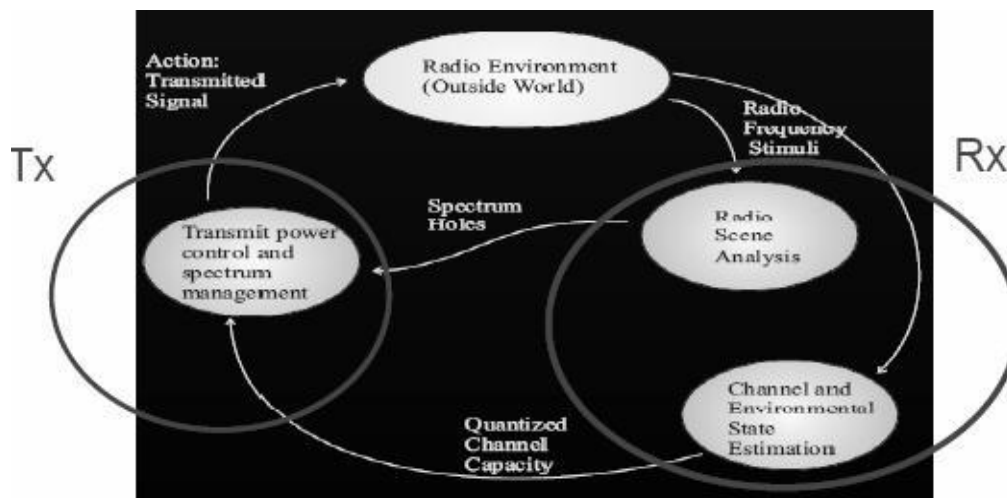 Action:
Transmitted
Signal
Radio Environment
(Outside World)
Radio
Frequency
Stimuli
Tx
Rx
Spectrum
Holes
Radio
Scene
Analysis
Transmit power
control and
spectrum
management
Channel and
Environmental
State
Estimation
Quantized
Channel
Capacity